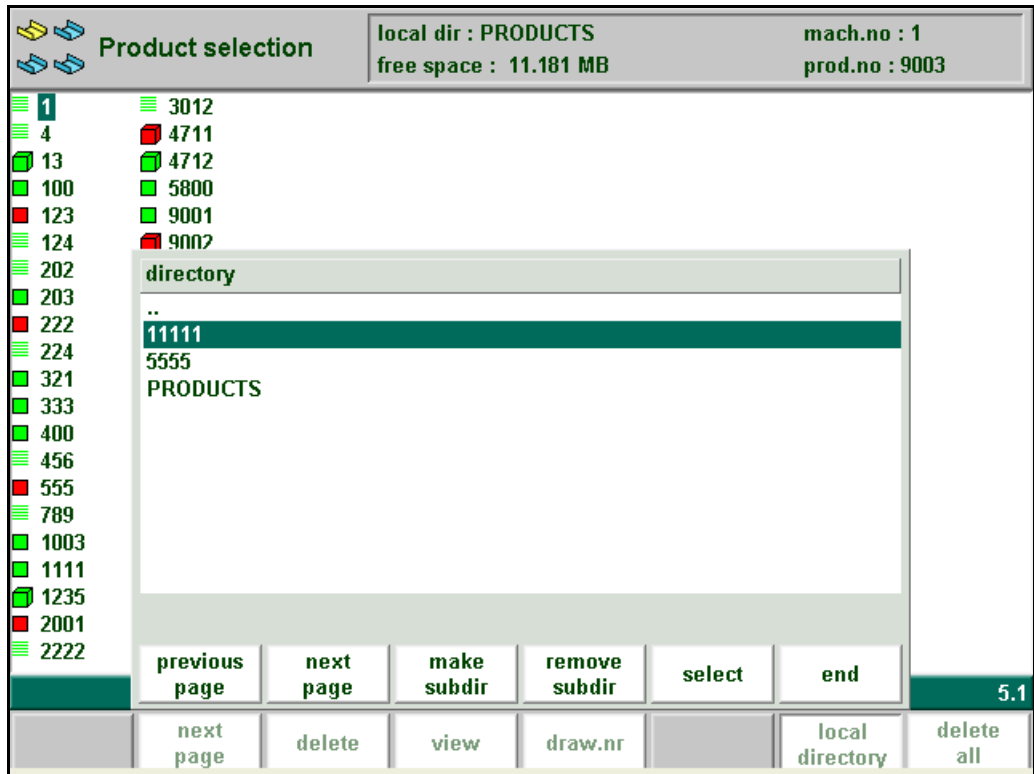 Product selection
local dir : PRODUCTS
free space : 11.181 MB
mach.no : 1
prod.no : 9003
1
4
13
100
123
124
202
203
222
224
321
333
400
456
555
789
1003
1111
1235
2001
2222
3012
4711
4712
5800
9001
9002
directory
..
11111
5555
PRODUCTS
previous
page
next
page
make
subdir
remove
subdir
select
end
5.1
next
page
delete
view
draw.nr
local
directory
delete
all